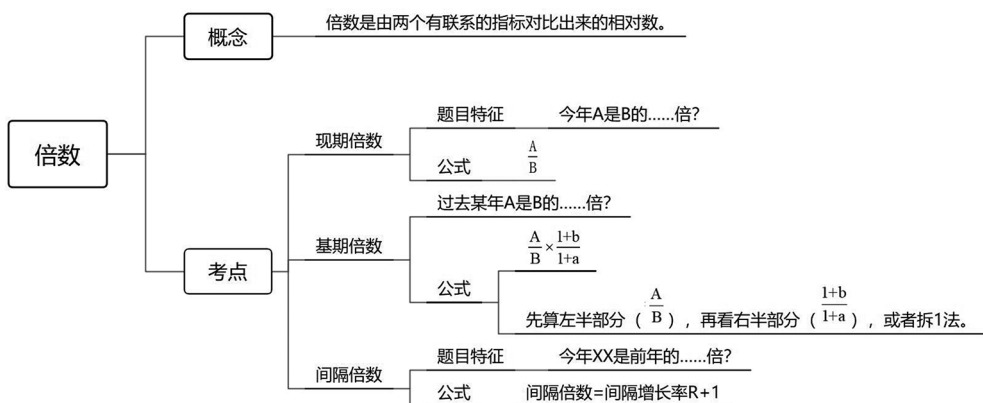 倍数
概念
倍数是由两个有联系的指标对比出来的相对数。
考点
现期倍数
题目特征
今年A是B的……倍？
公式
A/B
基期倍数
过去某年A是B的……倍？
公式
A/B×(1+b)/(1+a)
先算左半部分（A/B），再看右半部分（(1+b)/(1+a)），或者拆1法。
间隔倍数
题目特征
今年XX是前年的……倍？
公式
间隔倍数=间隔增长率R+1